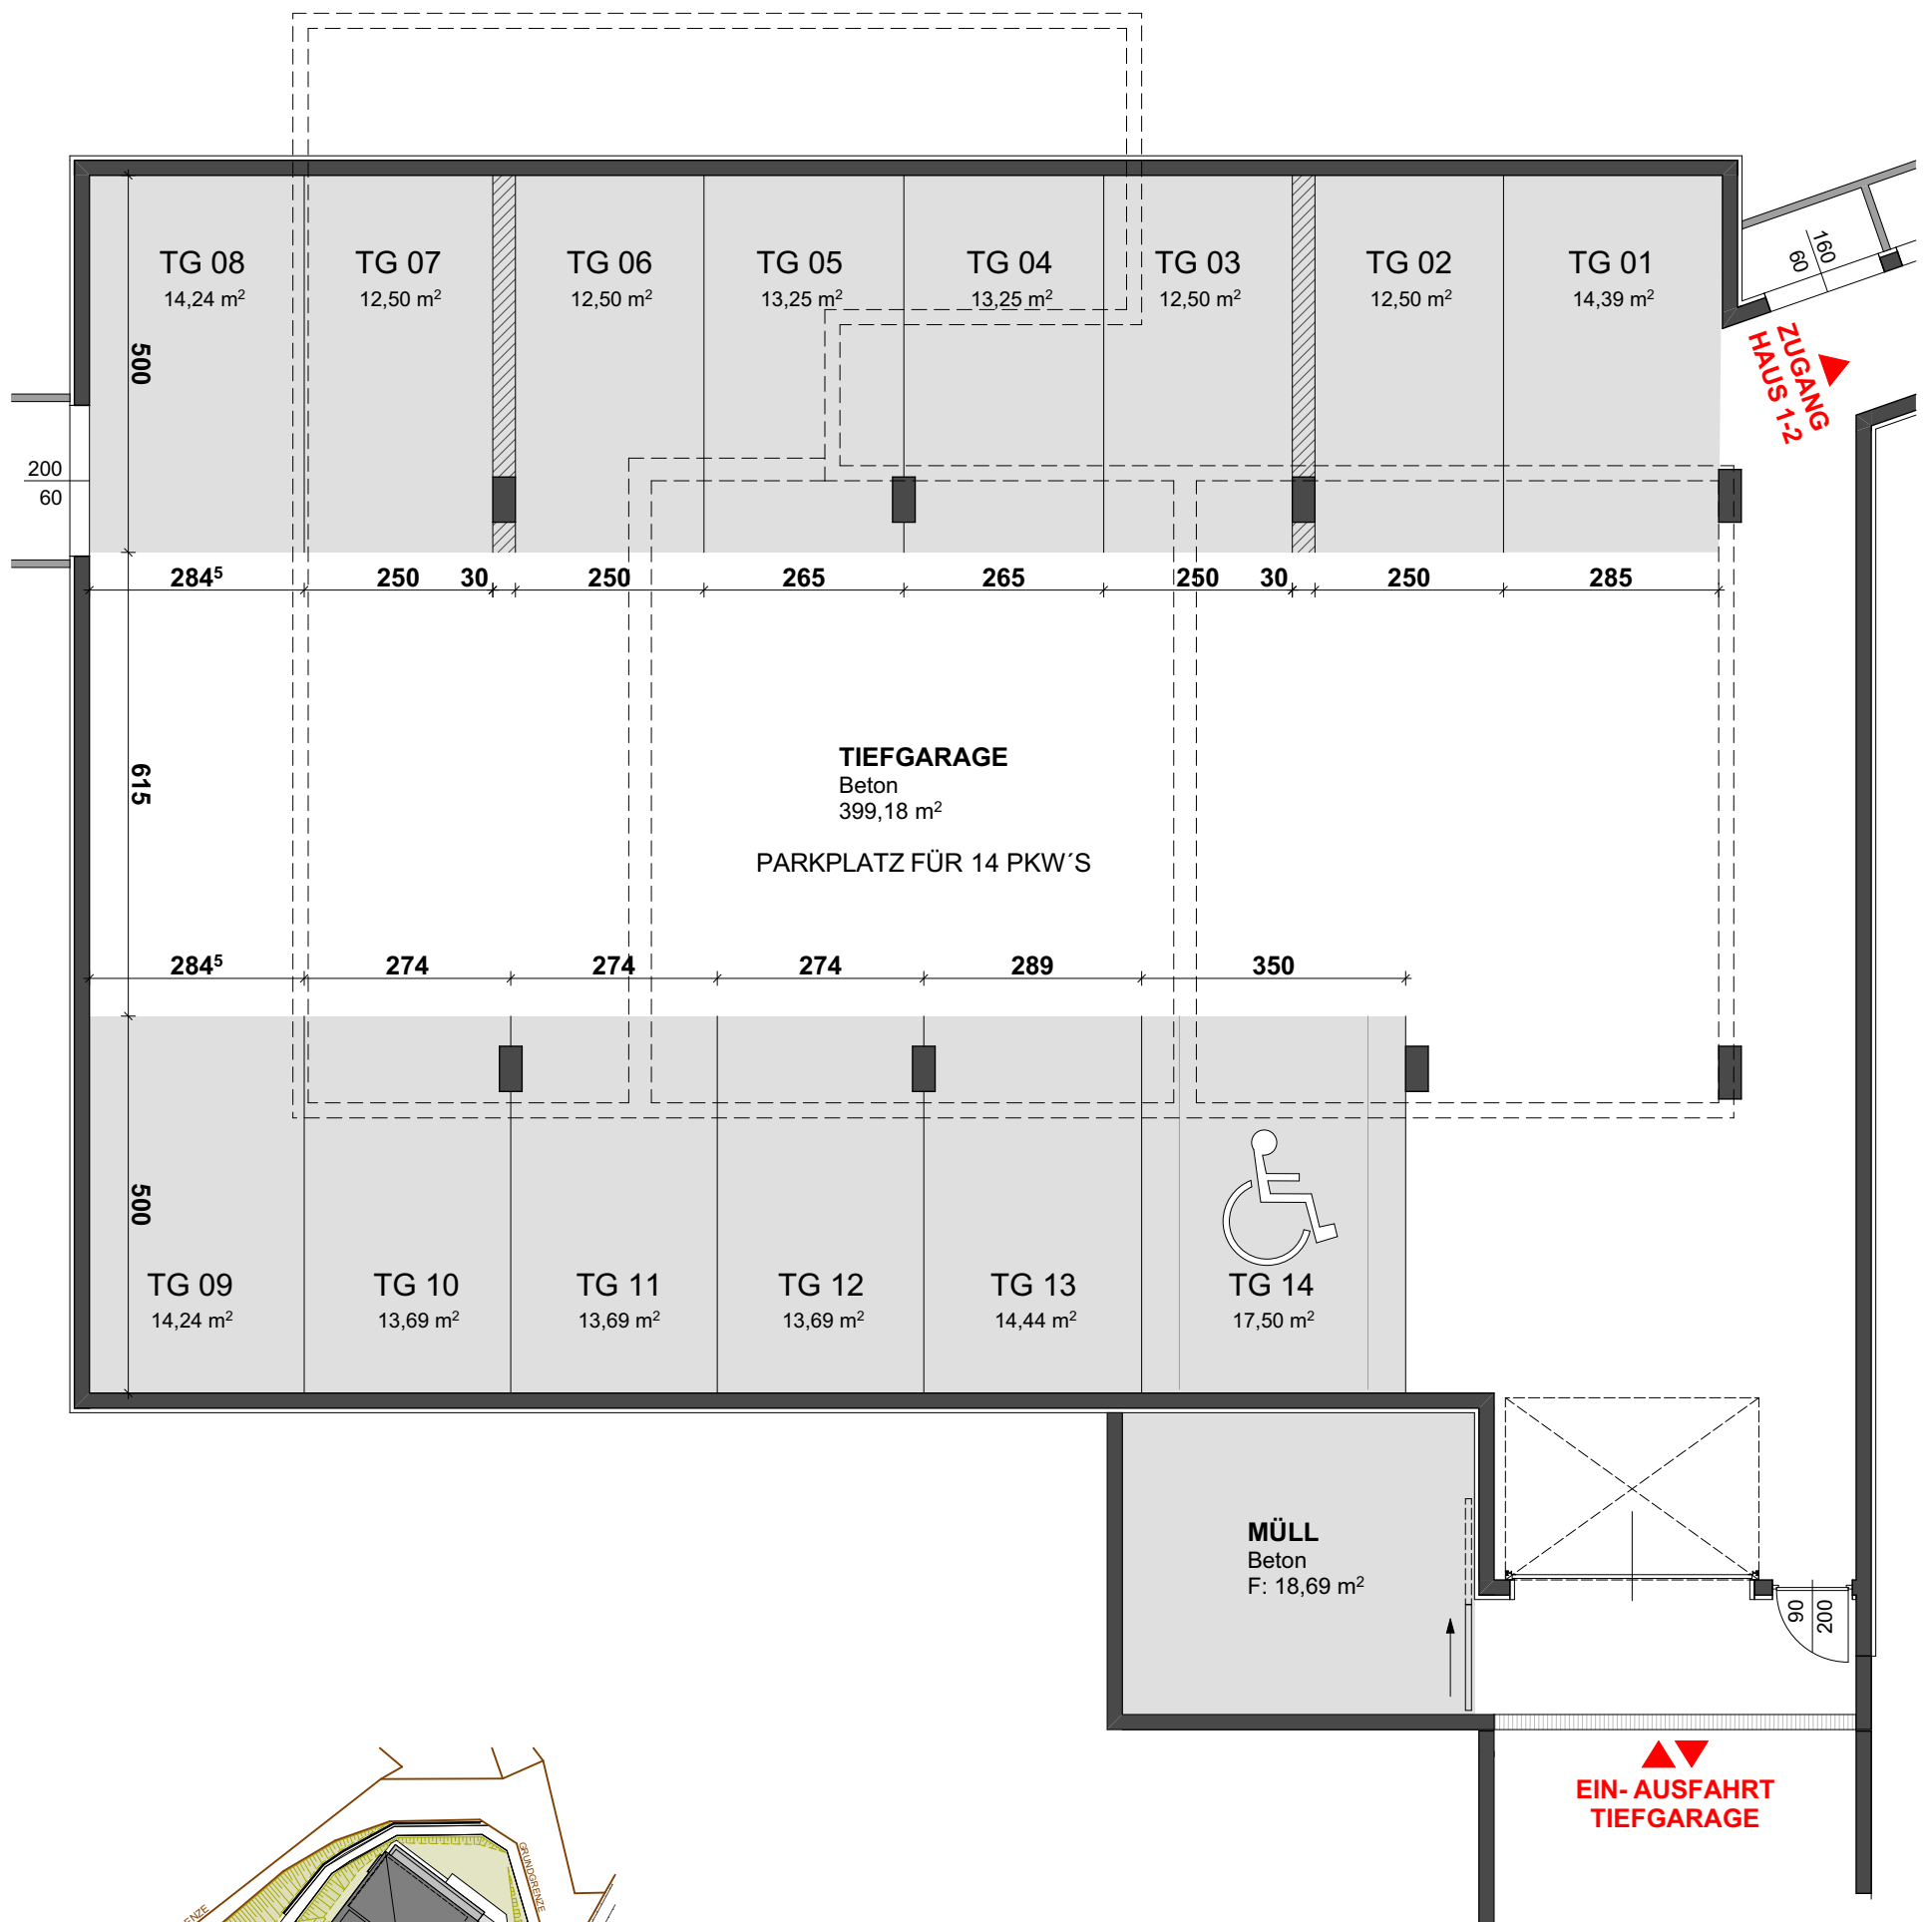 TG 08
14,24 m²
TG 07
12,50 m²
TG 06
12,50 m²
TG 05
13,25 m²
TG 04
13,25 m²
TG 03
12,50 m²
TG 02
12,50 m²
TG 01
14,39 m²
160
60
ZUGANG
HAUS 1-2
500
200
60
284⁵ 250 30 250 265 265 250 30 250 285
615
TIEFGARAGE
Beton
399,18 m²
PARKPLATZ FÜR 14 PKW´S
284⁵ 274 274 274 289 350
500
TG 09
14,24 m²
TG 10
13,69 m²
TG 11
13,69 m²
TG 12
13,69 m²
TG 13
14,44 m²
TG 14
17,50 m²
MÜLL
Beton
F: 18,69 m²
90
200
EIN- AUSFAHRT
TIEFGARAGE
GRUNDGRENZE